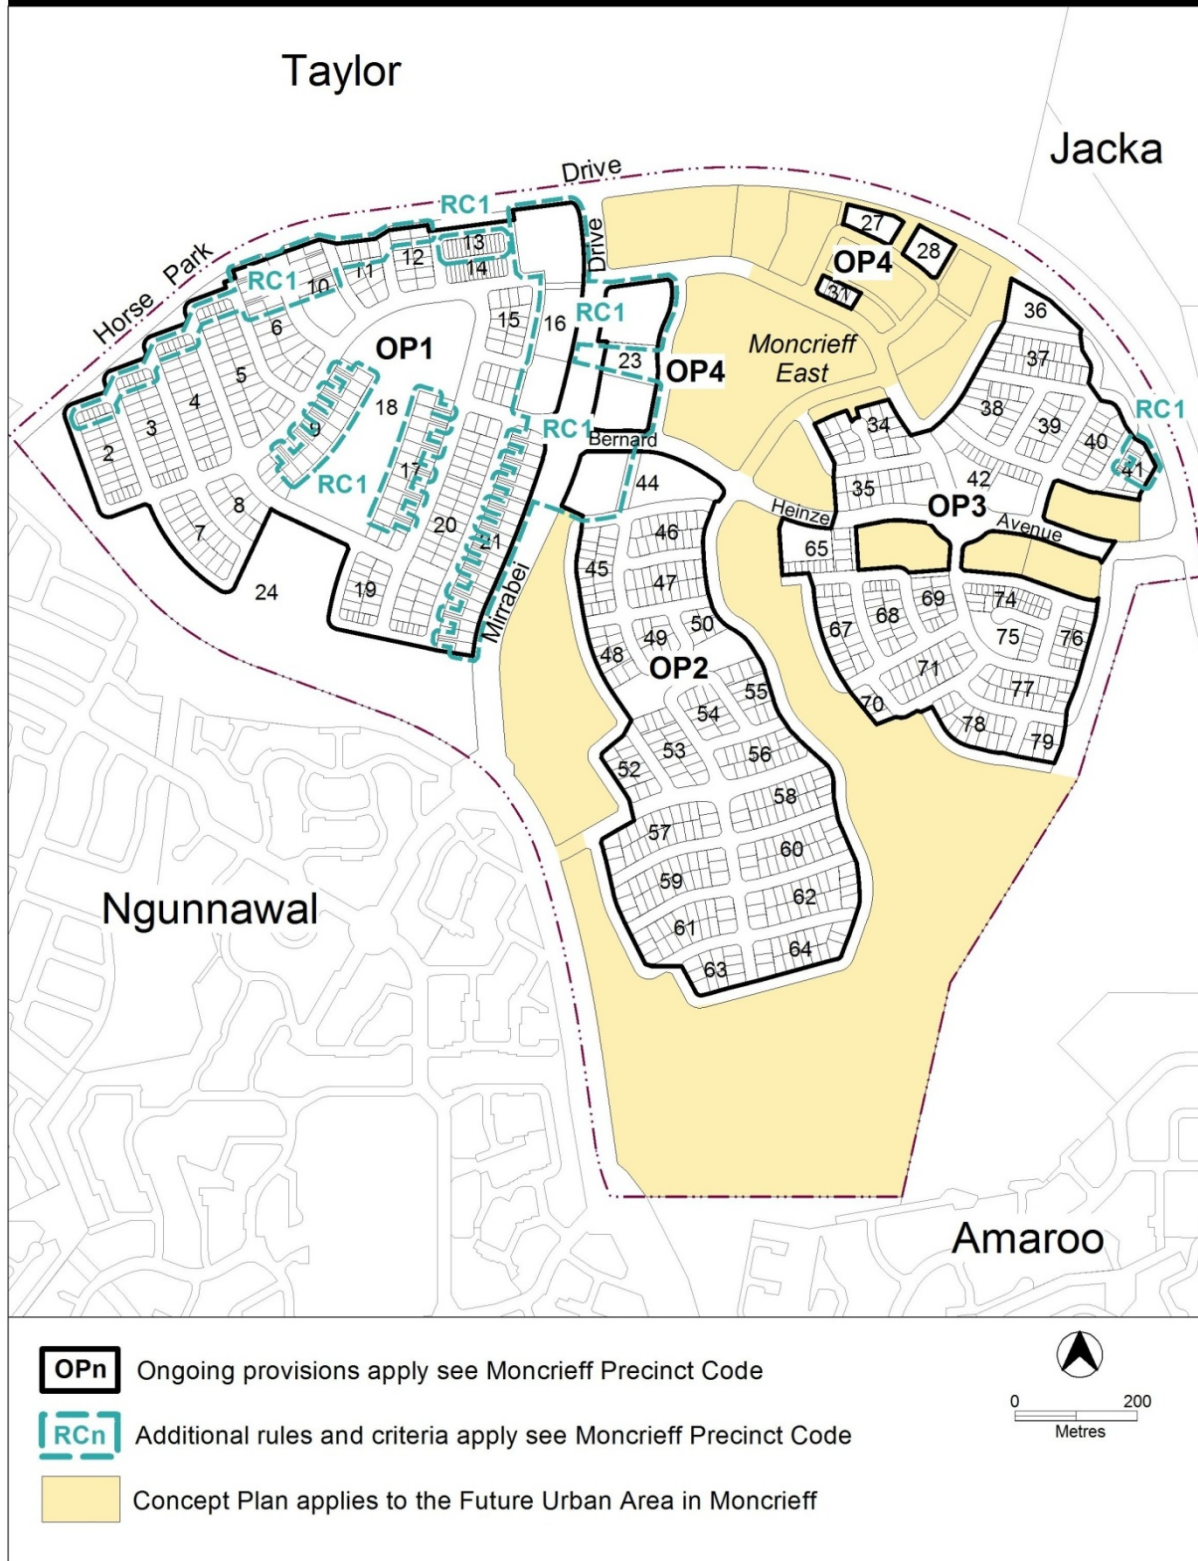 Taylor
Jacka
Drive
RC1
Horse Park
Drive
27
28
OP4
31
13
14
12
11
10
RC1
6
5
4
3
2
OP1
15
16
RC1
23
OP4
Moncrieff
East
36
37
38
39
40
RC1
41
42
34
35
OP3
18
9
17
RC1
8
7
20
21
19
24
Mirrabei
RC1
Bernard
44
Heinze
Avenue
65
46
45
47
50
49
48
OP2
55
54
53
52
56
58
57
60
59
62
61
64
63
67
68
69
74
75
76
71
70
77
78
79
Ngunnawal
Amaroo
OPn Ongoing provisions apply see Moncrieff Precinct Code
RCn Additional rules and criteria apply see Moncrieff Precinct Code
Concept Plan applies to the Future Urban Area in Moncrieff
0 200
Metres